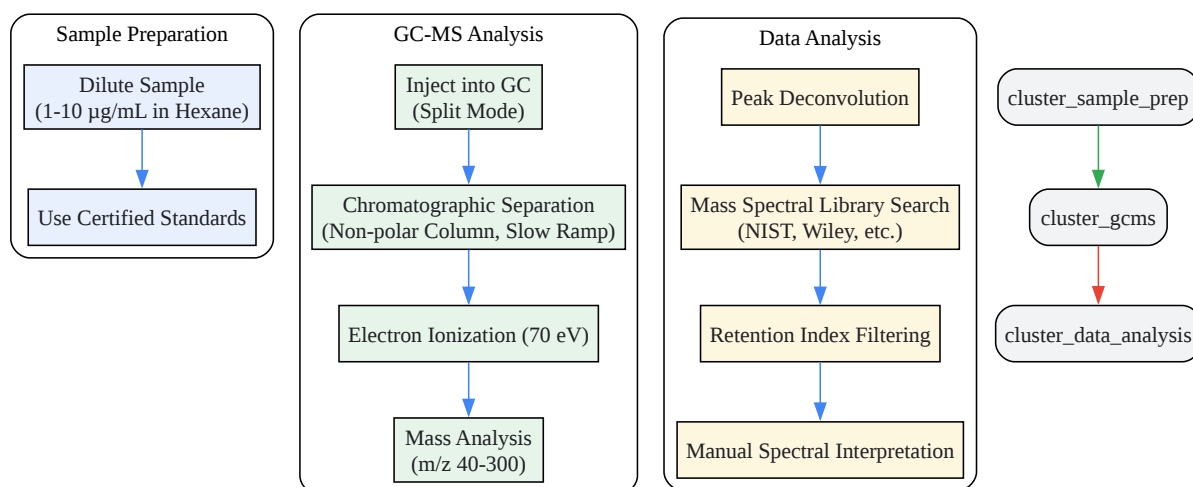 Sample Preparation
Dilute Sample
(1-10 µg/mL in Hexane)
Use Certified Standards
GC-MS Analysis
Inject into GC
(Split Mode)
Chromatographic Separation
(Non-polar Column, Slow Ramp)
Electron Ionization (70 eV)
Mass Analysis
(m/z 40-300)
Data Analysis
Peak Deconvolution
Mass Spectral Library Search
(NIST, Wiley, etc.)
Retention Index Filtering
Manual Spectral Interpretation
cluster_sample_prep
cluster_gcms
cluster_data_analysis